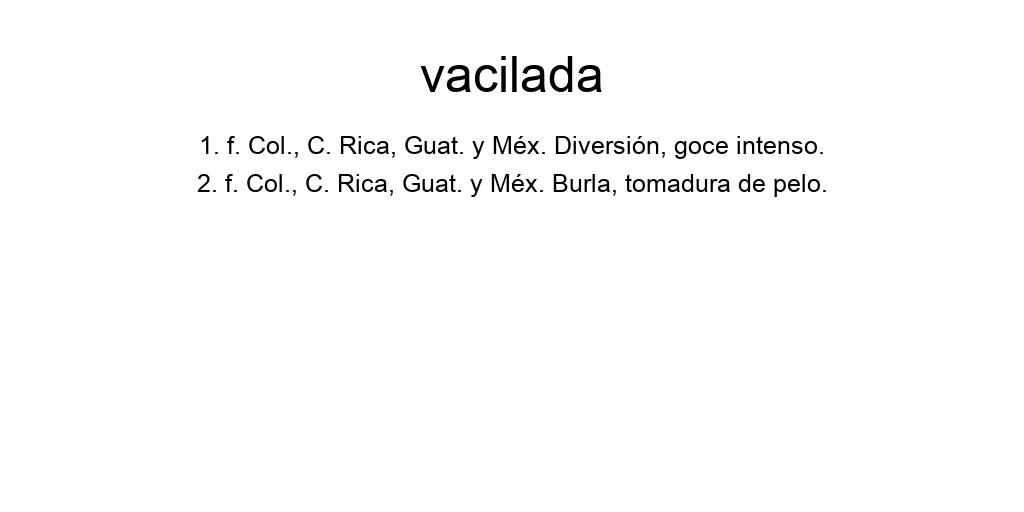 vacilada
1. f. Col., C. Rica, Guat. y Méx. Diversión, goce intenso.
2. f. Col., C. Rica, Guat. y Méx. Burla, tomadura de pelo.